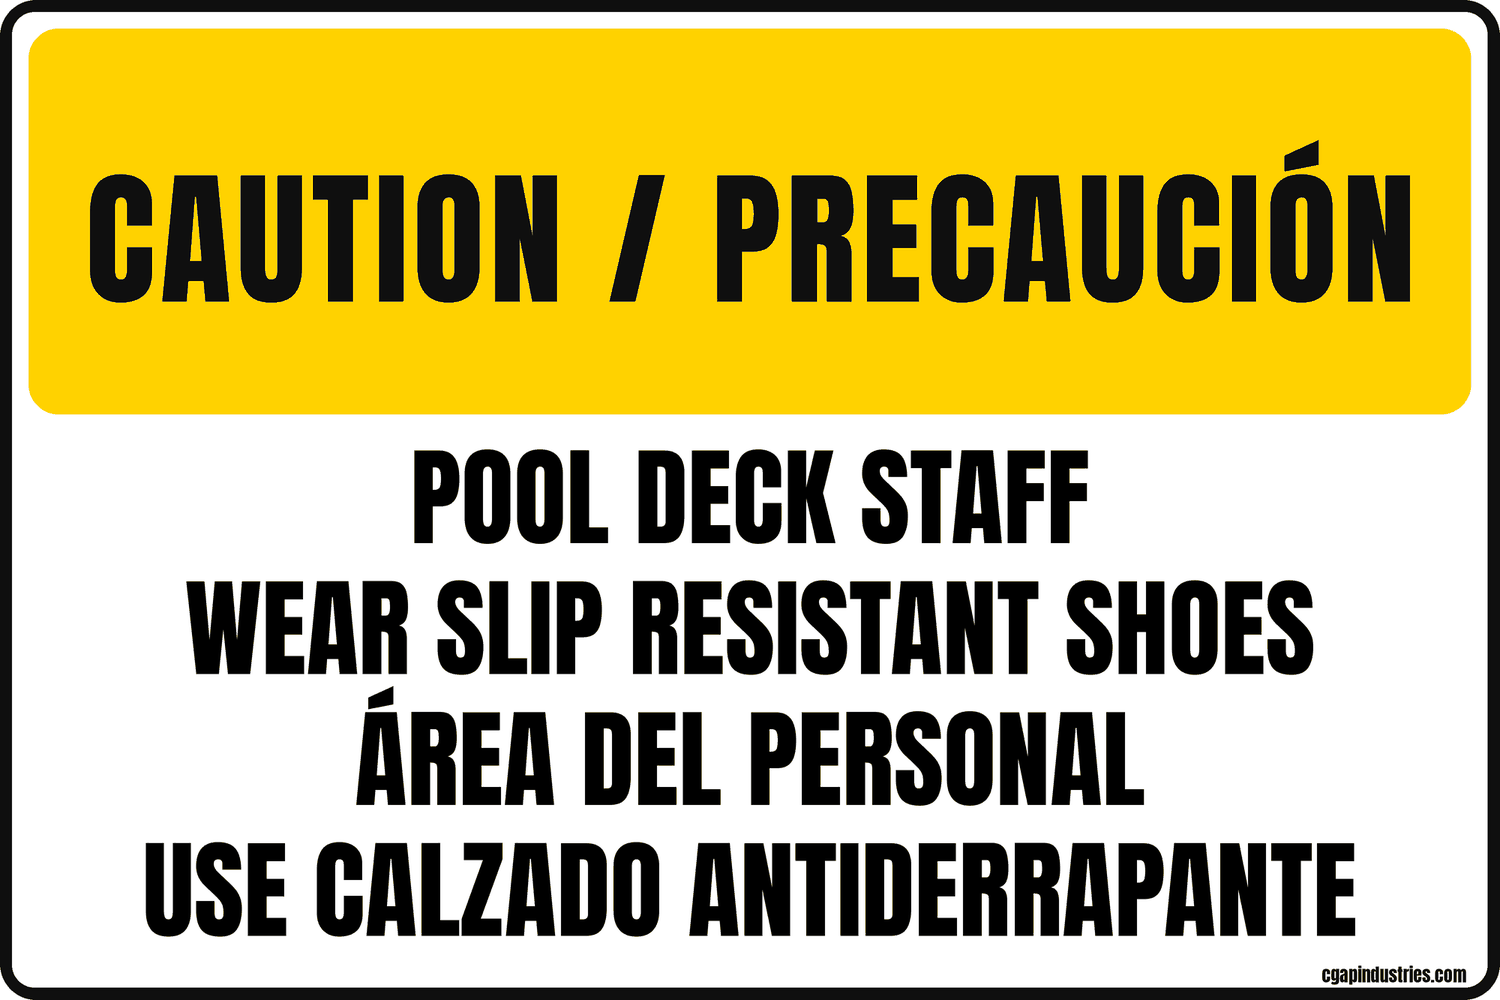 CAUTION / PRECAUCIÓN
POOL DECK STAFF
WEAR SLIP RESISTANT SHOES
ÁREA DEL PERSONAL
USE CALZADO ANTIDERRAPANTE
cgapindustries.com